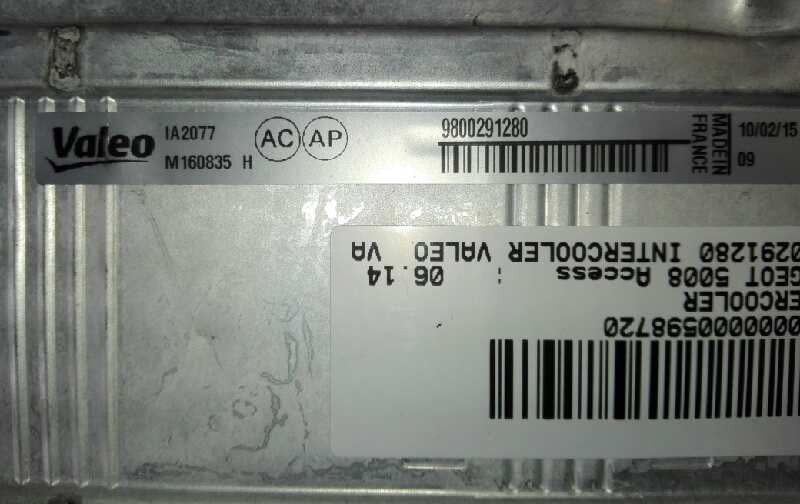 Valeo
IA2077
M160835 H
AC AP
9800291280
MADE IN
FRANCE
10/02/15
09
000000000598720
ERCOOLER
GEOT 5008 Access : 06.14
0291280 INTERCOOLER VALEO VA